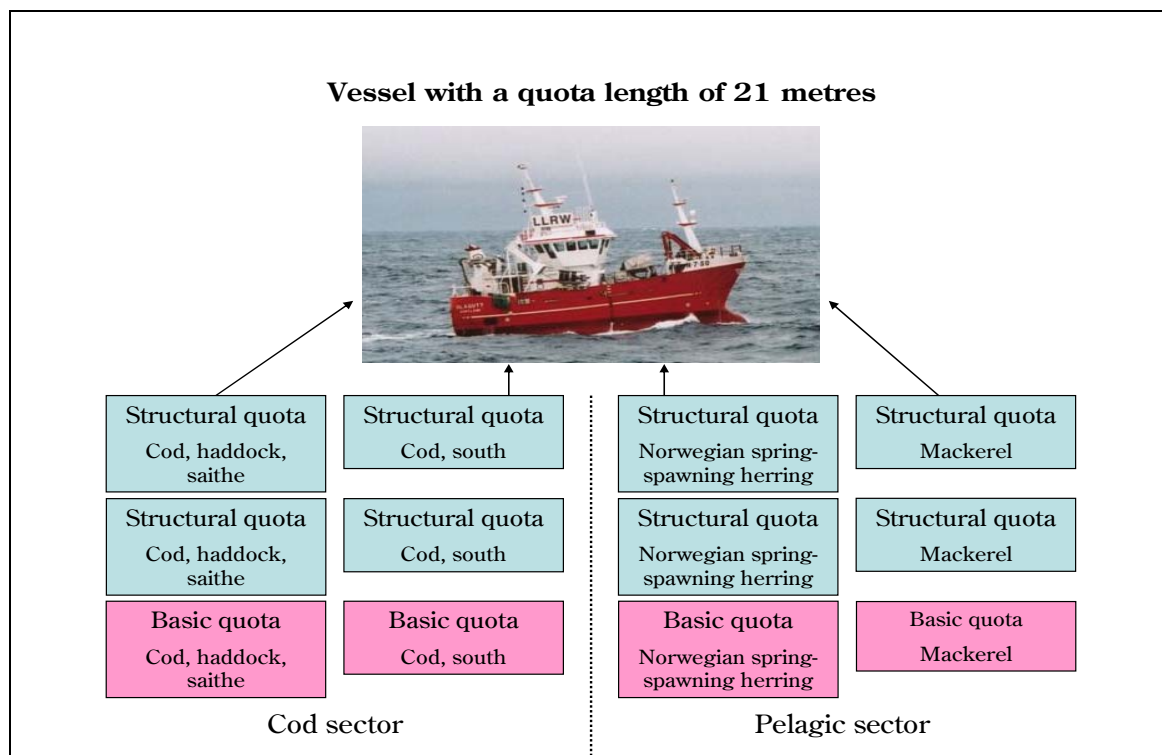 Vessel with a quota length of 21 metres
LLRW
Structural quota
Cod, haddock,
saithe
Structural quota
Cod, south
Structural quota
Norwegian spring-
spawning herring
Structural quota
Mackerel
Structural quota
Cod, haddock,
saithe
Structural quota
Cod, south
Structural quota
Norwegian spring-
spawning herring
Structural quota
Mackerel
Basic quota
Cod, haddock,
saithe
Basic quota
Cod, south
Basic quota
Norwegian spring-
spawning herring
Basic quota
Mackerel
Cod sector
Pelagic sector